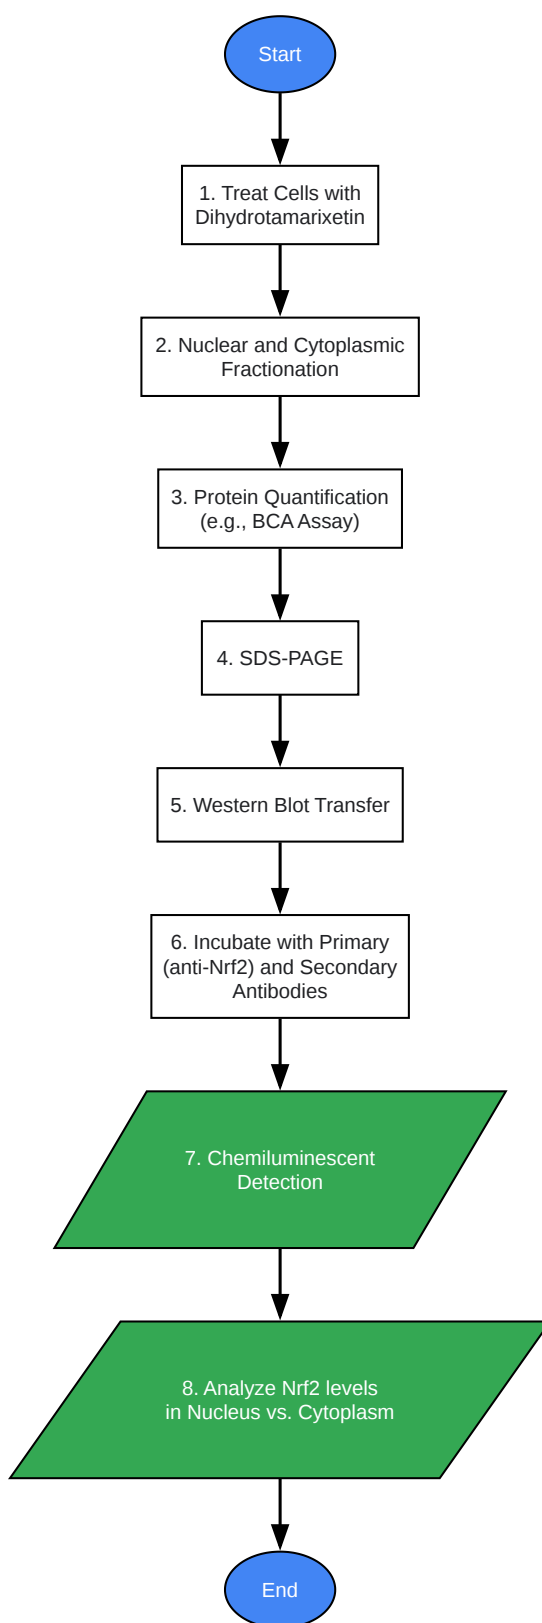 Start
1. Treat Cells with
Dihydrotamarixetin
2. Nuclear and Cytoplasmic
Fractionation
3. Protein Quantification
(e.g., BCA Assay)
4. SDS-PAGE
5. Western Blot Transfer
6. Incubate with Primary
(anti-Nrf2) and Secondary
Antibodies
7. Chemiluminescent
Detection
8. Analyze Nrf2 levels
in Nucleus vs. Cytoplasm
End